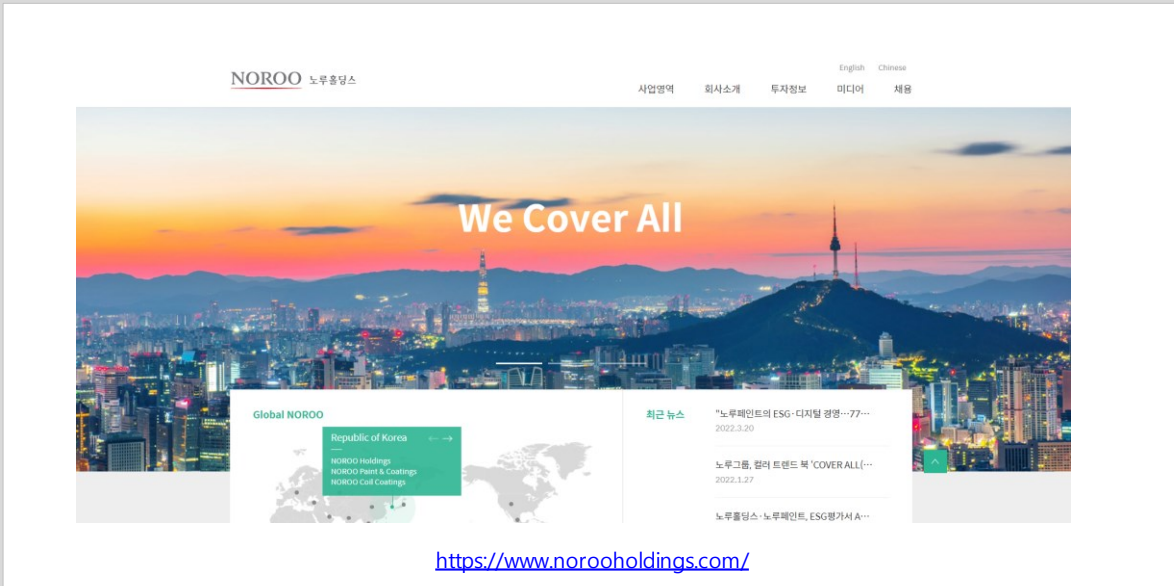 NOROO 노루홀딩스
English Chinese
사업영역 회사소개 투자정보 미디어 채용
We Cover All
Global NOROO
Republic of Korea ← →
NOROO Holdings
NOROO Paint & Coatings
NOROO Coil Coatings
최근 뉴스
"노루페인트의 ESG·디지털 경영…77…
2022.3.20
노루그룹, 컬러 트렌드 북 'COVER ALL(…
2022.1.27
노루홀딩스·노루페인트, ESG평가서 A…
https://www.norooholdings.com/